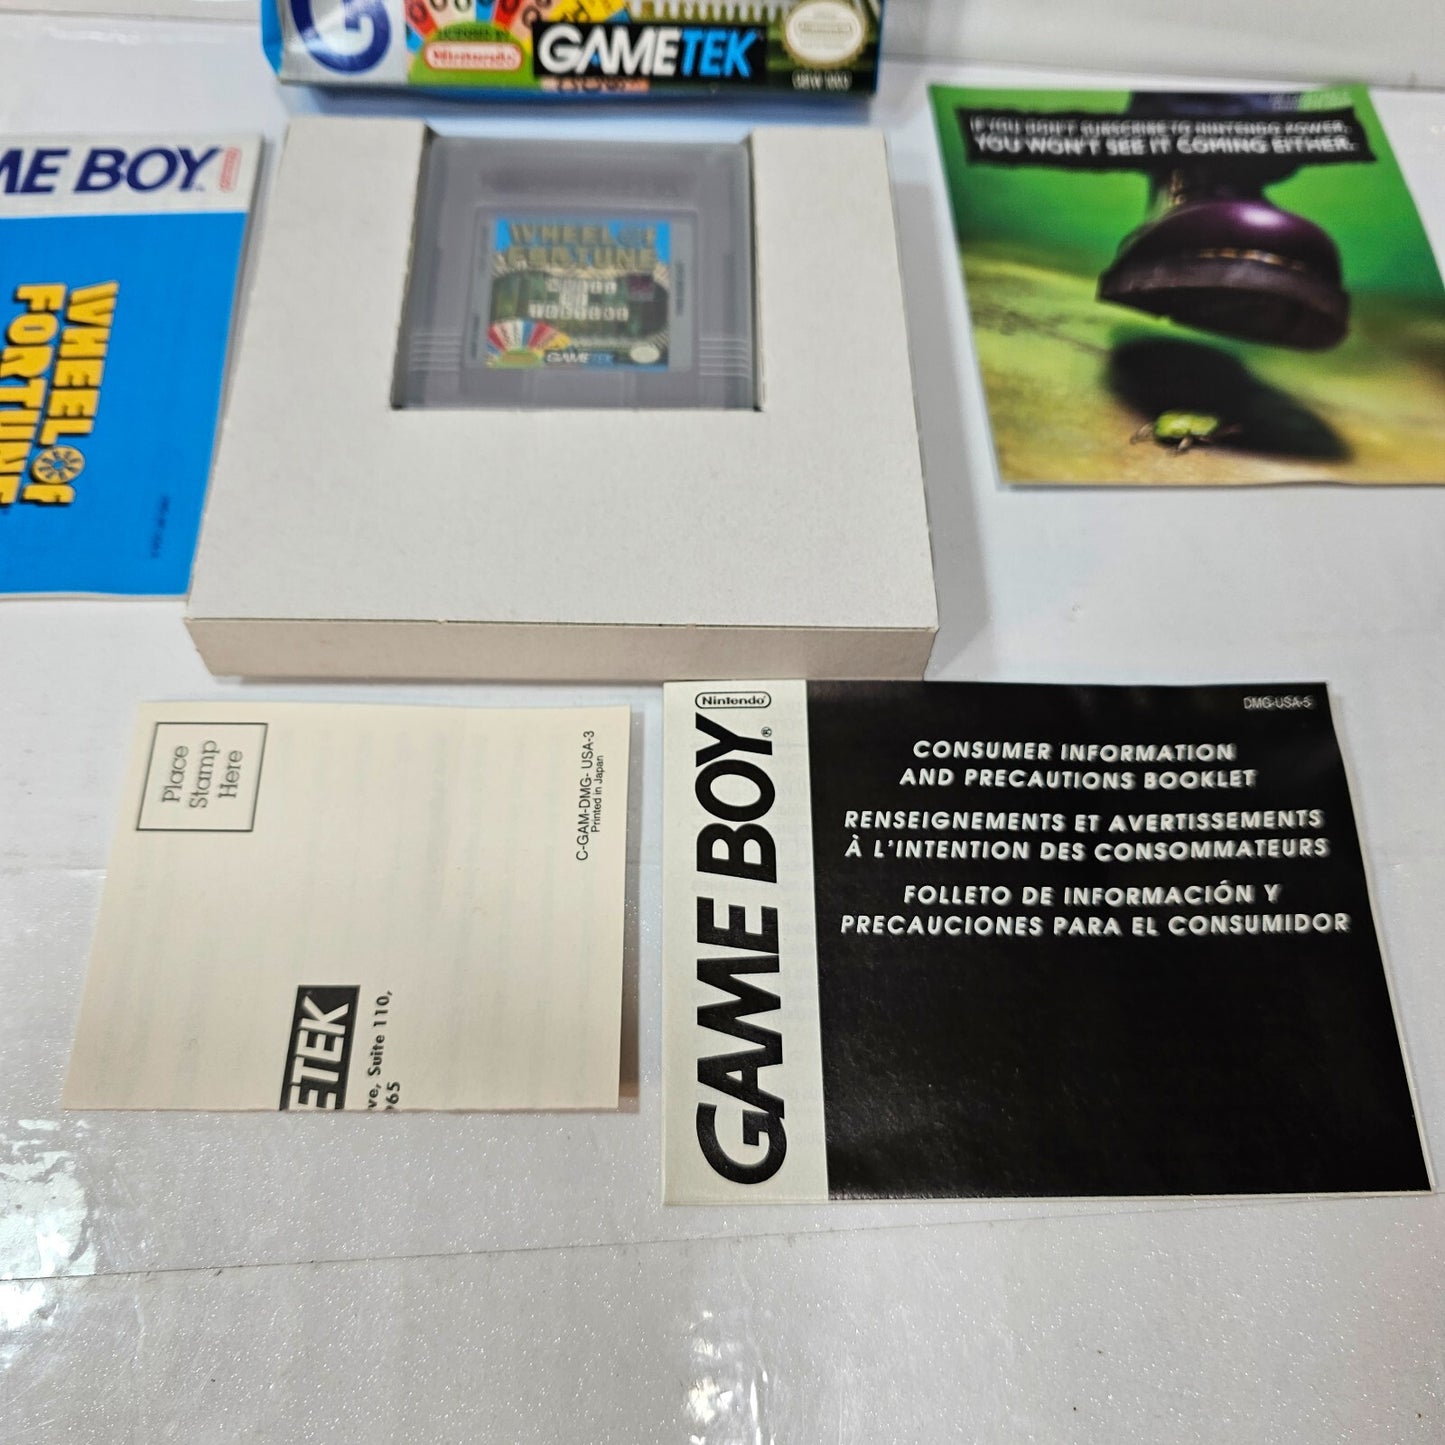 LICENSED BY
Nintendo
GAMETEK
ME BOY
WHEEL OF
FORTUNE
WHEEL OF
FORTUNE
GAMETEK
IF YOU DON'T SUBSCRIBE TO NINTENDO POWER,
YOU WON'T SEE IT COMING EITHER.
Place
Stamp
Here
C-GAM-DMG- USA-3
Printed in Japan
ETEK
ve, Suite 110,
965
Nintendo
GAME BOY®
DMG-USA-5
CONSUMER INFORMATION
AND PRECAUTIONS BOOKLET
RENSEIGNEMENTS ET AVERTISSEMENTS
À L'INTENTION DES CONSOMMATEURS
FOLLETO DE INFORMACIÓN Y
PRECAUCIONES PARA EL CONSUMIDOR